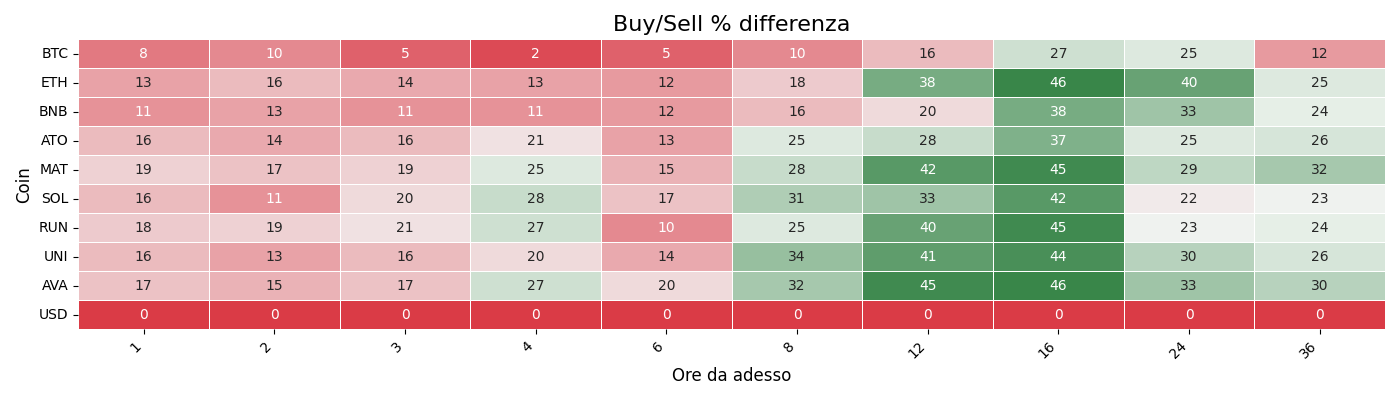 Buy/Sell % differenza
Coin
BTC 8 10 5 2 5 10 16 27 25 12
ETH 13 16 14 13 12 18 38 46 40 25
BNB 11 13 11 11 12 16 20 38 33 24
ATO 16 14 16 21 13 25 28 37 25 26
MAT 19 17 19 25 15 28 42 45 29 32
SOL 16 11 20 28 17 31 33 42 22 23
RUN 18 19 21 27 10 25 40 45 23 24
UNI 16 13 16 20 14 34 41 44 30 26
AVA 17 15 17 27 20 32 45 46 33 30
USD 0 0 0 0 0 0 0 0 0 0
1 2 3 4 6 8 12 16 24 36
Ore da adesso